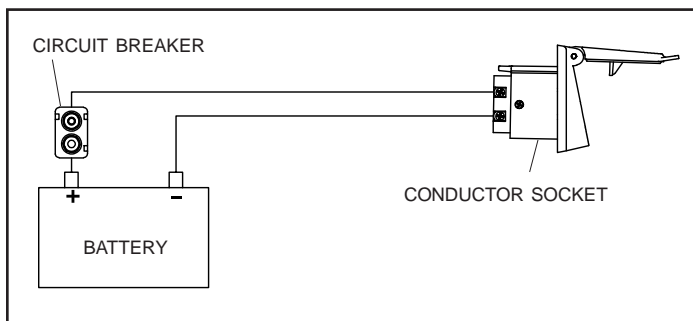 CIRCUIT BREAKER
CONDUCTOR SOCKET
+ -
BATTERY